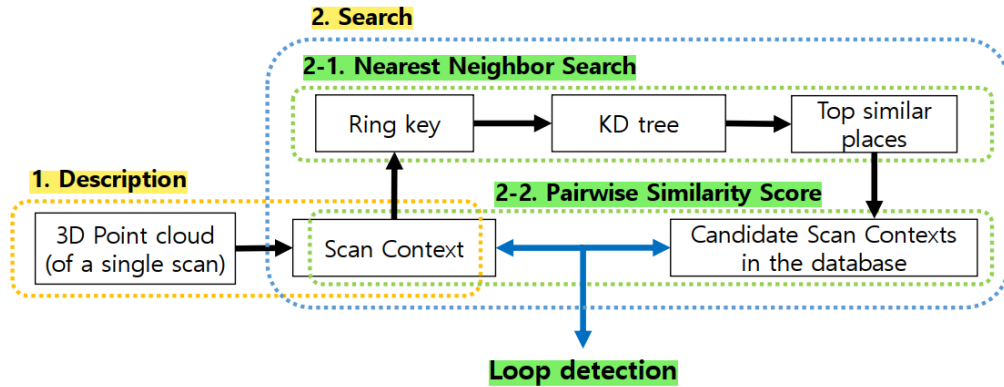 2. Search
2-1. Nearest Neighbor Search
Ring key
KD tree
Top similar
places
1. Description
2-2. Pairwise Similarity Score
3D Point cloud
(of a single scan)
Scan Context
Candidate Scan Contexts
in the database
Loop detection